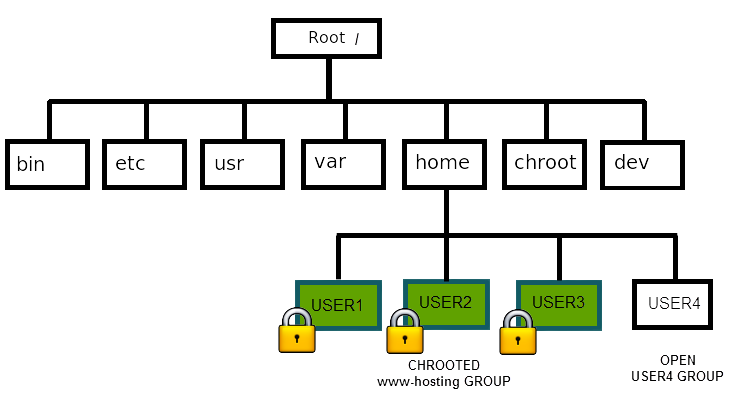 Root /
bin
etc
usr
var
home
chroot
dev
USER1
USER2
USER3
USER4
CHROOTED
www-hosting GROUP
OPEN
USER4 GROUP